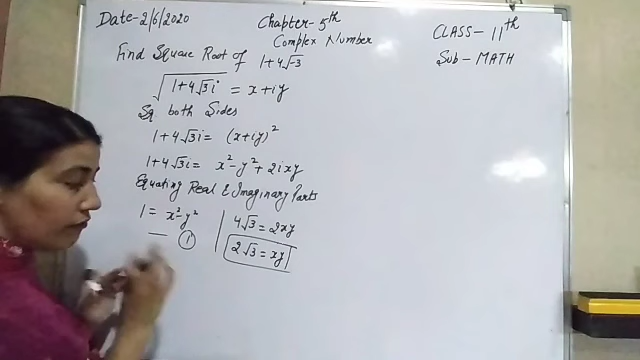 Date-2/6/2020
Chapter-5th
Complex Number
CLASS-11th
Sub-MATH
Find Square Root of 1+4√-3
√1+4√3i = x+iy
Sq. both Sides
1+4√3i = (x+iy)²
1+4√3i = x²-y²+2ixy
Equating Real & Imaginary Parts
1 = x²-y²
— ①
4√3 = 2xy
2√3 = xy